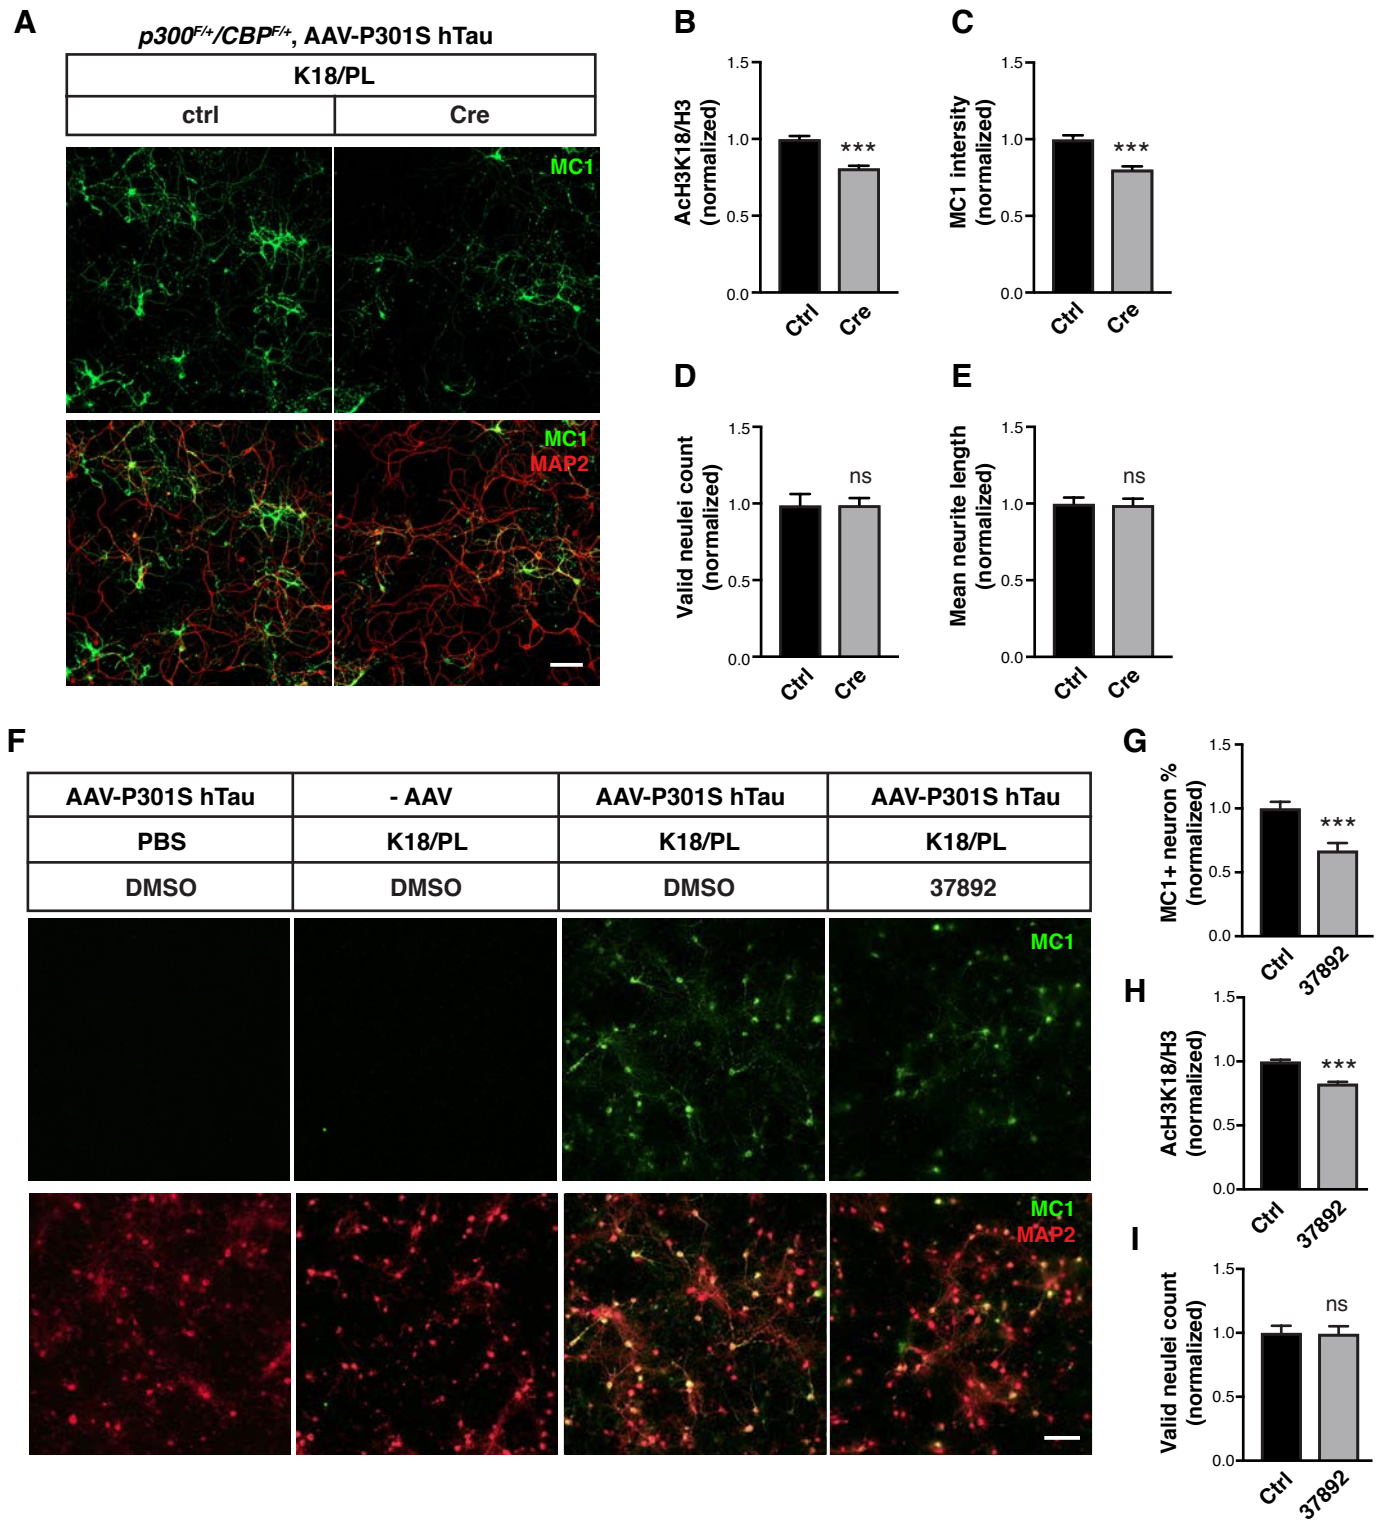 A
p300F/+/CBPF/+, AAV-P301S hTau
K18/PL
ctrl
Cre
MC1
MC1
MAP2
B
AcH3K18/H3
(normalized)
1.5
1.0
0.5
0.0
***
Ctrl
Cre
C
MC1 intersity
(normalized)
1.5
1.0
0.5
0.0
***
Ctrl
Cre
D
Valid neulei count
(normalized)
1.5
1.0
0.5
0.0
ns
Ctrl
Cre
E
Mean neurite length
(normalized)
1.5
1.0
0.5
0.0
ns
Ctrl
Cre
F
AAV-P301S hTau
- AAV
AAV-P301S hTau
AAV-P301S hTau
PBS
K18/PL
K18/PL
K18/PL
DMSO
DMSO
DMSO
37892
MC1
MC1
MAP2
G
MC1+ neuron %
(normalized)
1.5
1.0
0.5
0.0
***
Ctrl
37892
H
AcH3K18/H3
(normalized)
1.5
1.0
0.5
0.0
***
Ctrl
37892
I
Valid neulei count
(normalized)
1.5
1.0
0.5
0.0
ns
Ctrl
37892